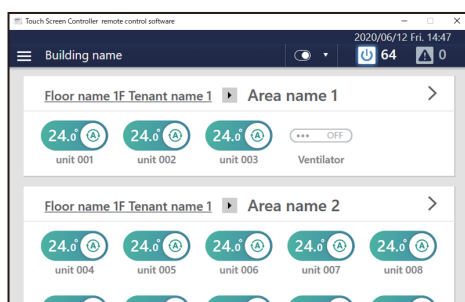 Touch Screen Controller remote control software
2020/06/12 Fri. 14:47
Building name 64 0
Floor name 1F Tenant name 1 Area name 1
24.0° A 24.0° A 24.0° A ••• OFF
unit 001 unit 002 unit 003 Ventilator
Floor name 1F Tenant name 1 Area name 2
24.0° A 24.0° A 24.0° A 24.0° A 24.0° A
unit 004 unit 005 unit 006 unit 007 unit 008